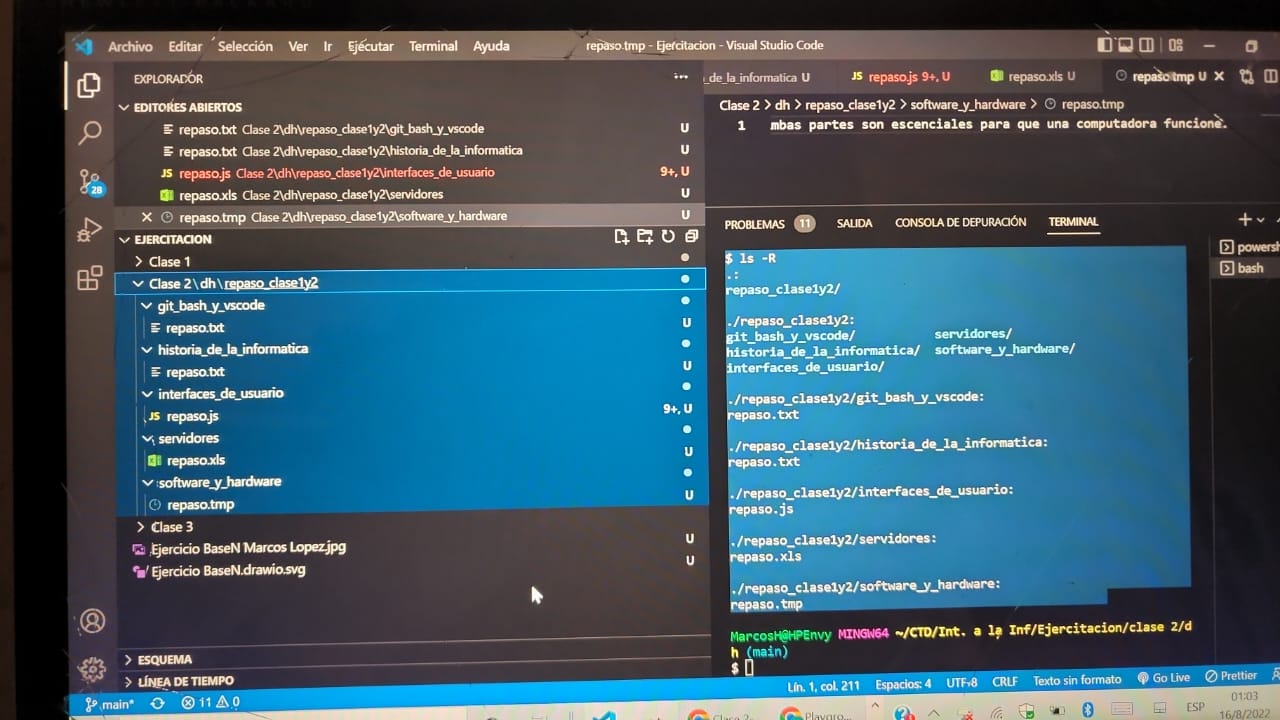 Archivo Editar Selección Ver Ir Ejecutar Terminal Ayuda
repaso.tmp - Ejercitacion - Visual Studio Code
EXPLORADOR
EDITORES ABIERTOS
repaso.txt Clase 2\dh\repaso_clase1y2\git_bash_y_vscode U
repaso.txt Clase 2\dh\repaso_clase1y2\historia_de_la_informatica U
JS repaso.js Clase 2\dh\repaso_clase1y2\interfaces_de_usuario 9+, U
repaso.xls Clase 2\dh\repaso_clase1y2\servidores U
repaso.tmp Clase 2\dh\repaso_clase1y2\software_y_hardware U
EJERCITACION
Clase 1
Clase 2\dh\repaso_clase1y2
git_bash_y_vscode
repaso.txt U
historia_de_la_informatica
repaso.txt U
interfaces_de_usuario
JS repaso.js 9+, U
servidores
repaso.xls U
software_y_hardware
repaso.tmp U
Clase 3
Ejercicio BaseN Marcos Lopez.jpg U
Ejercicio BaseN.drawio.svg U
ESQUEMA
LÍNEA DE TIEMPO
28
_de_la_informatica U
JS repaso.js 9+, U
repaso.xls U
repaso.tmp U
Clase 2 > dh > repaso_clase1y2 > software_y_hardware > repaso.tmp
1 mbas partes son escenciales para que una computadora funcione.
PROBLEMAS 11 SALIDA CONSOLA DE DEPURACIÓN TERMINAL
powersh
bash
$ ls -R
.:
repaso_clase1y2/
./repaso_clase1y2:
git_bash_y_vscode/ servidores/
historia_de_la_informatica/ software_y_hardware/
interfaces_de_usuario/
./repaso_clase1y2/git_bash_y_vscode:
repaso.txt
./repaso_clase1y2/historia_de_la_informatica:
repaso.txt
./repaso_clase1y2/interfaces_de_usuario:
repaso.js
./repaso_clase1y2/servidores:
repaso.xls
./repaso_clase1y2/software_y_hardware:
repaso.tmp
MarcosH@HPEnvy MINGW64 ~/CTD/Int. a la Inf/Ejercitacion/clase 2/d
h (main)
$
main* 11 0
Lín. 1, col. 211 Espacios: 4 UTF-8 CRLF Texto sin formato Go Live Prettier
Clase 2- Playgro...
ESP
01:03
16/8/2022